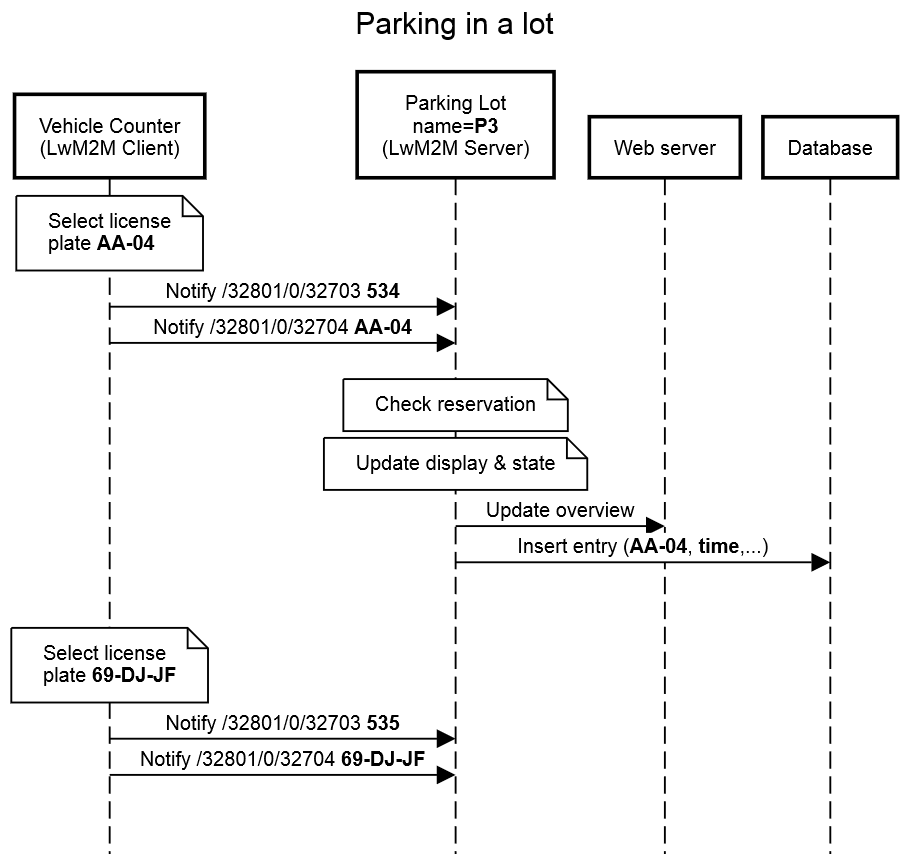 Parking in a lot
Vehicle Counter
(LwM2M Client)
Parking Lot
name=P3
(LwM2M Server)
Web server
Database
Select license
plate AA-04
Notify /32801/0/32703 534
Notify /32801/0/32704 AA-04
Check reservation
Update display & state
Update overview
Insert entry (AA-04, time,...)
Select license
plate 69-DJ-JF
Notify /32801/0/32703 535
Notify /32801/0/32704 69-DJ-JF